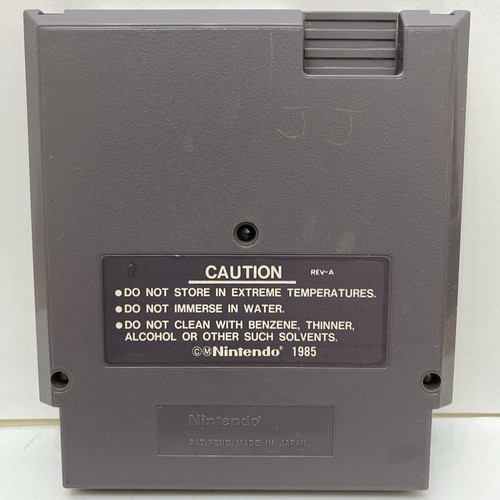 J J
CAUTION REV-A
●DO NOT STORE IN EXTREME TEMPERATURES.
●DO NOT IMMERSE IN WATER.
●DO NOT CLEAN WITH BENZENE, THINNER,
ALCOHOL OR OTHER SUCH SOLVENTS.
©ⓂNintendo® 1985
Nintendo®
PAT. PEND. MADE IN JAPAN